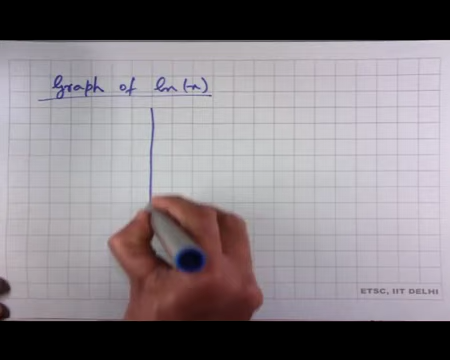 Graph of ln(-x)
ETSC, IIT DELHI